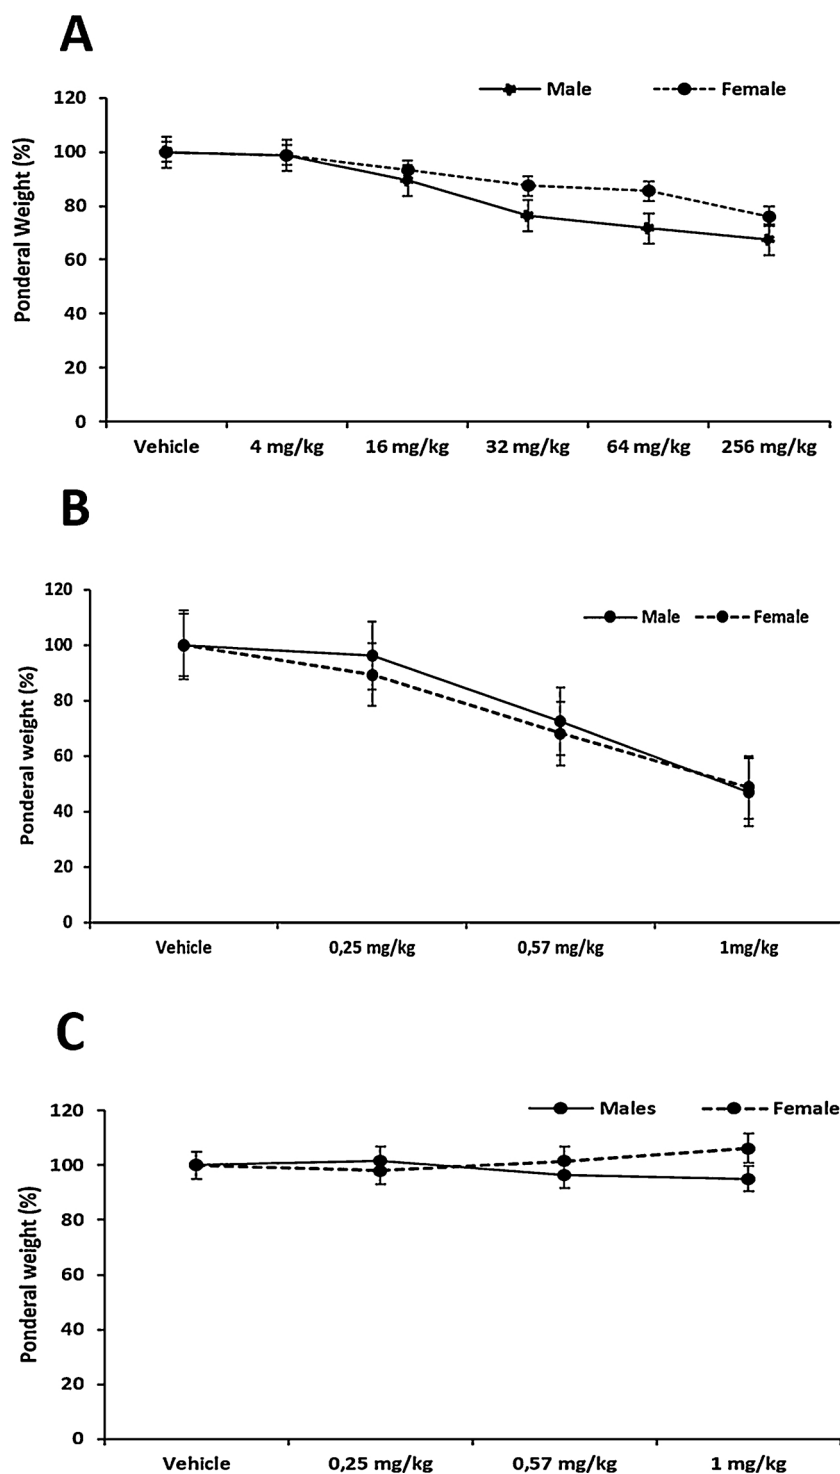 A
Male Female
Ponderal Weight (%)
120
100
80
60
40
20
0
Vehicle 4 mg/kg 16 mg/kg 32 mg/kg 64 mg/kg 256 mg/kg
B
Male Female
Ponderal weight (%)
120
100
80
60
40
20
0
Vehicle 0,25 mg/kg 0,57 mg/kg 1mg/kg
C
Males Female
Ponderal weight (%)
120
100
80
60
40
20
0
Vehicle 0,25 mg/kg 0,57 mg/kg 1 mg/kg